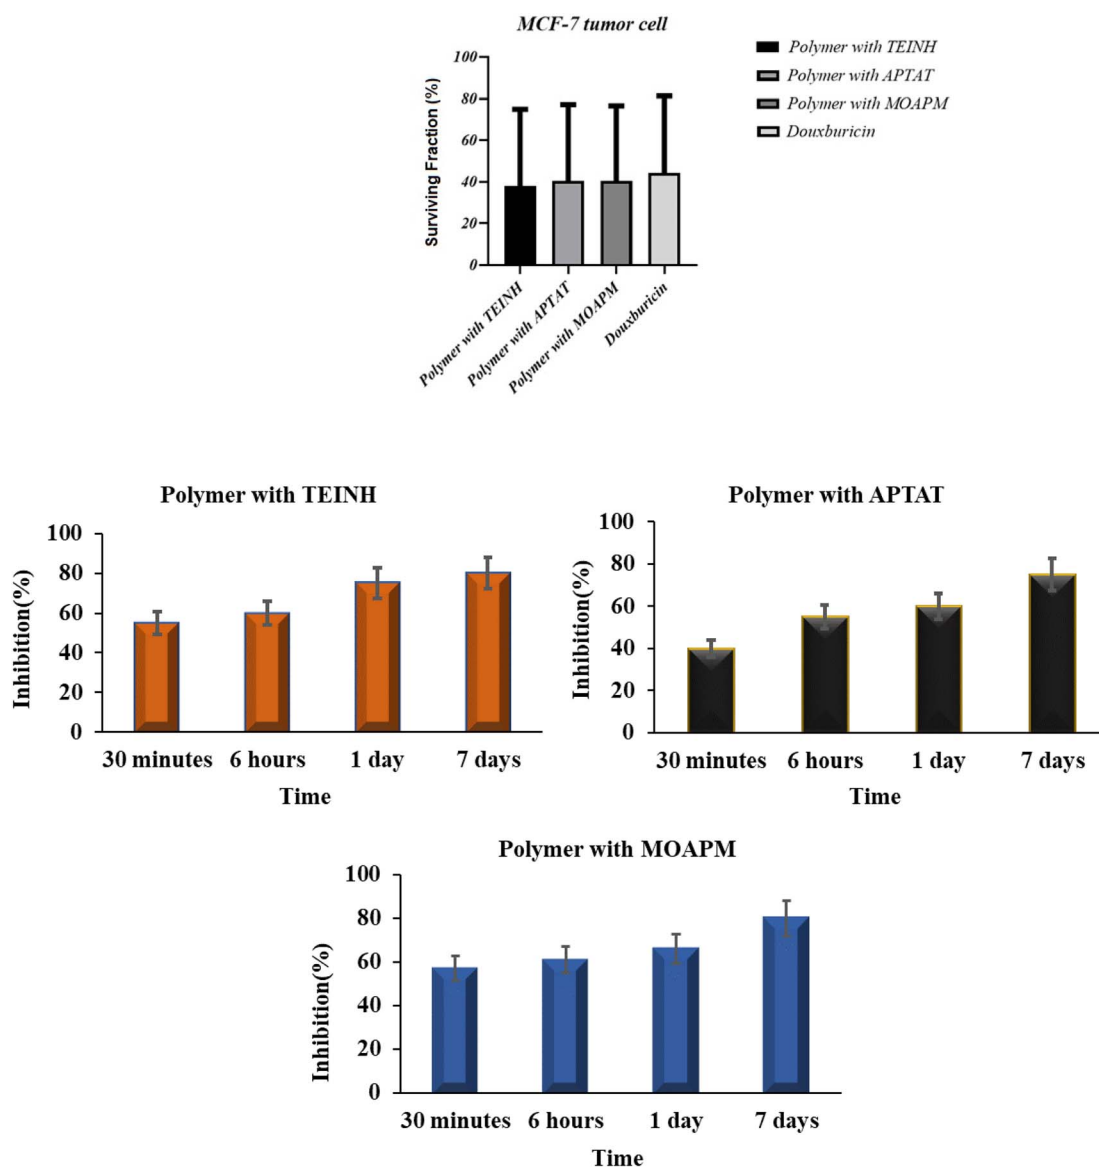 MCF-7 tumor cell
Surviving Fraction (%)
100
80
60
40
20
0
Polymer with TEINH
Polymer with APTAT
Polymer with MOAPM
Douxburicin
Polymer with TEINH
Polymer with APTAT
Polymer with MOAPM
Douxburicin
Polymer with TEINH
Inhibition(%)
100
80
60
40
20
0
30 minutes 6 hours 1 day 7 days
Time
Polymer with APTAT
Inhibition(%)
100
80
60
40
20
0
30 minutes 6 hours 1 day 7 days
Time
Polymer with MOAPM
Inhibition(%)
100
80
60
40
20
0
30 minutes 6 hours 1 day 7 days
Time